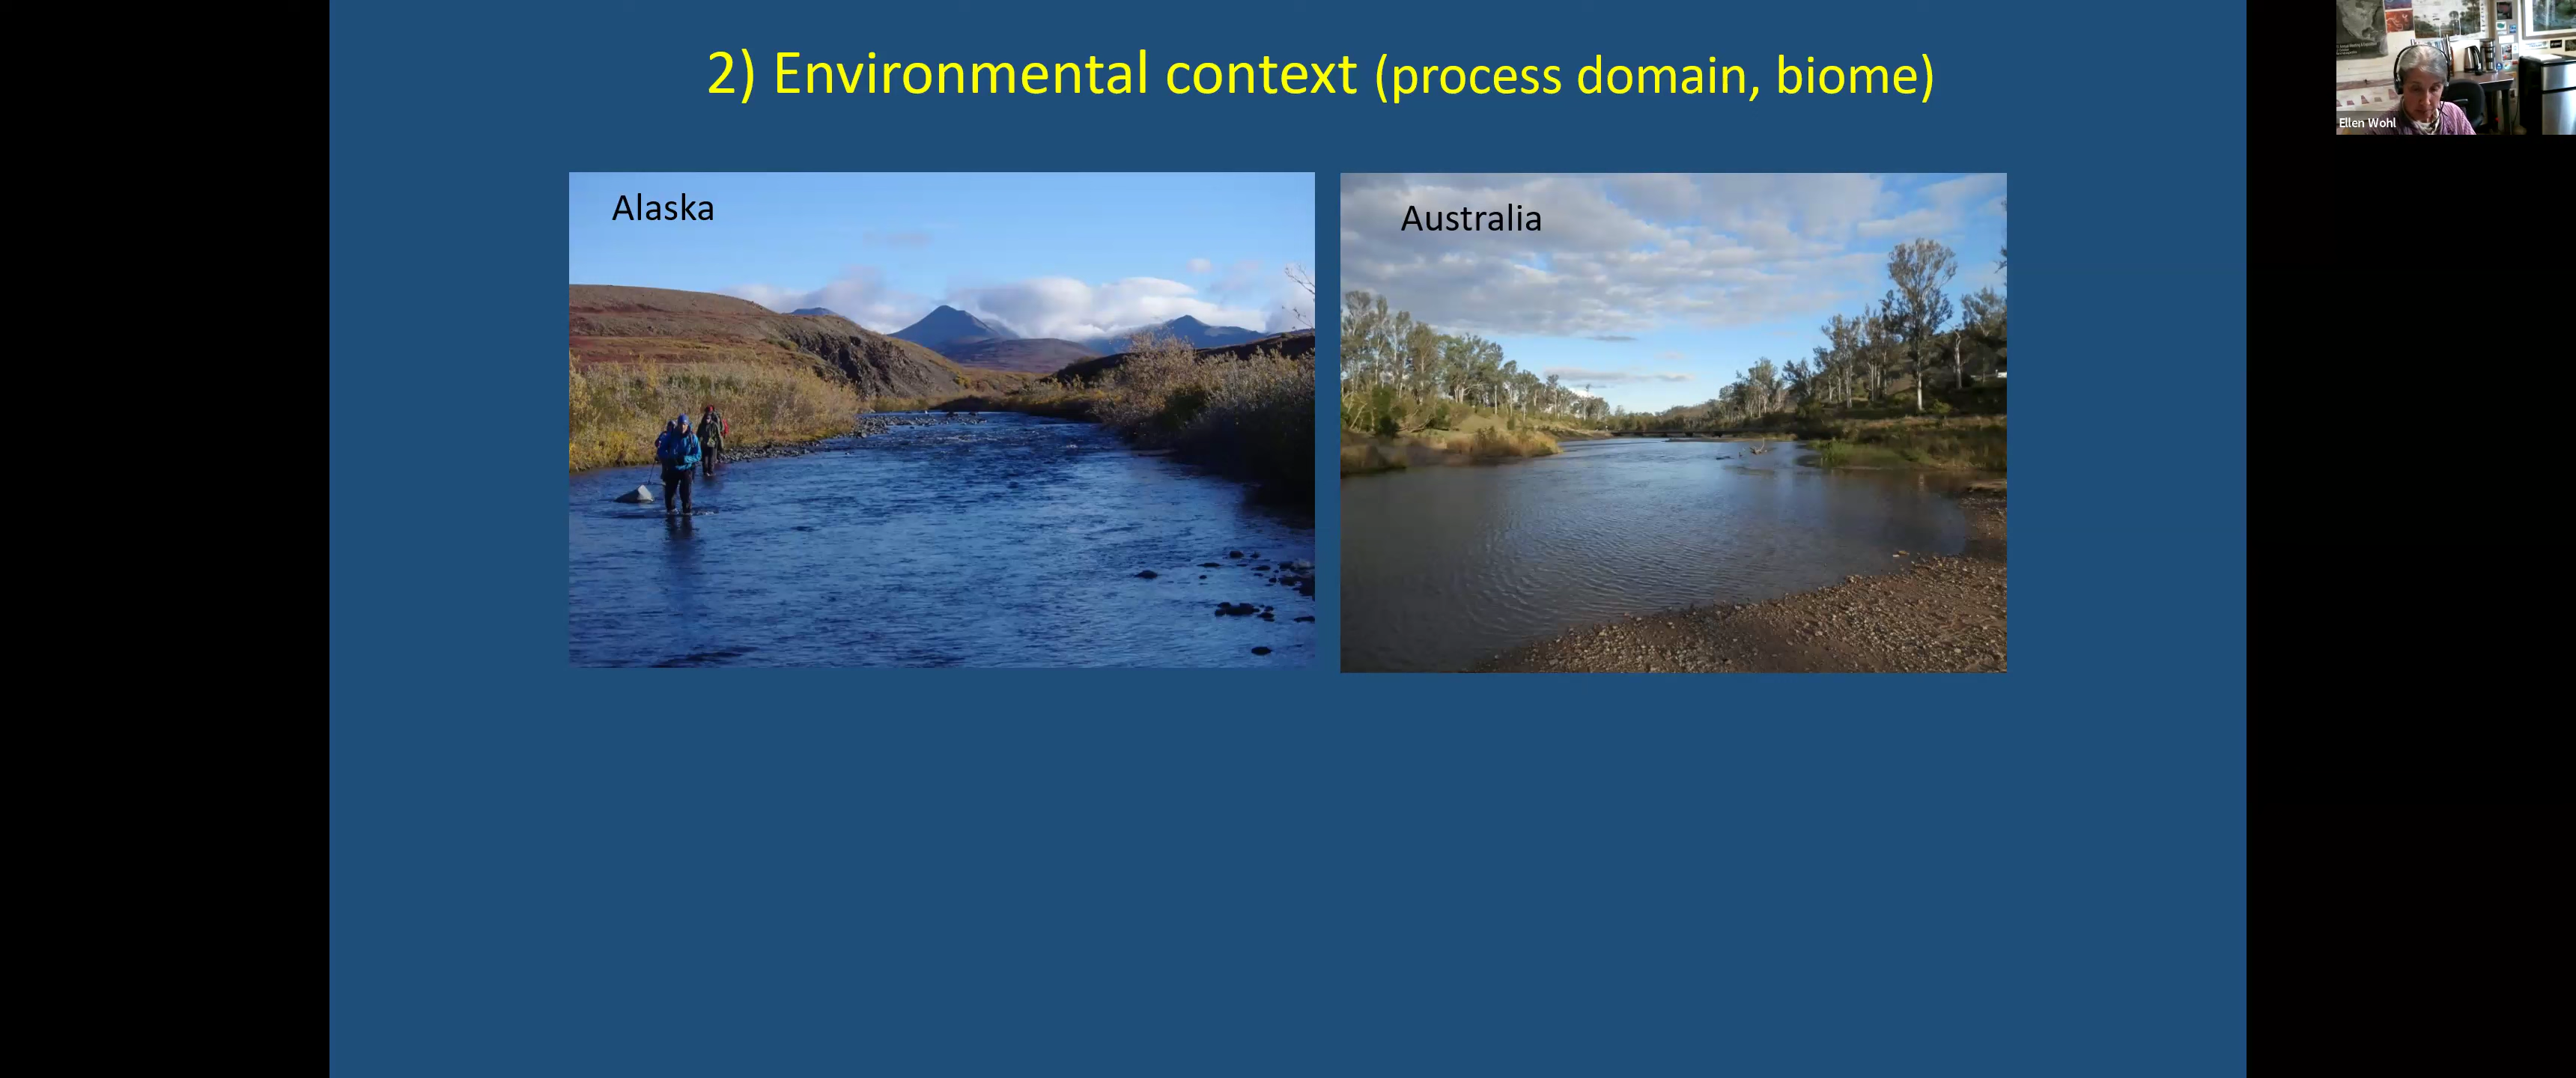 2) Environmental context (process domain, biome)
Alaska
Australia
Ellen Wohl